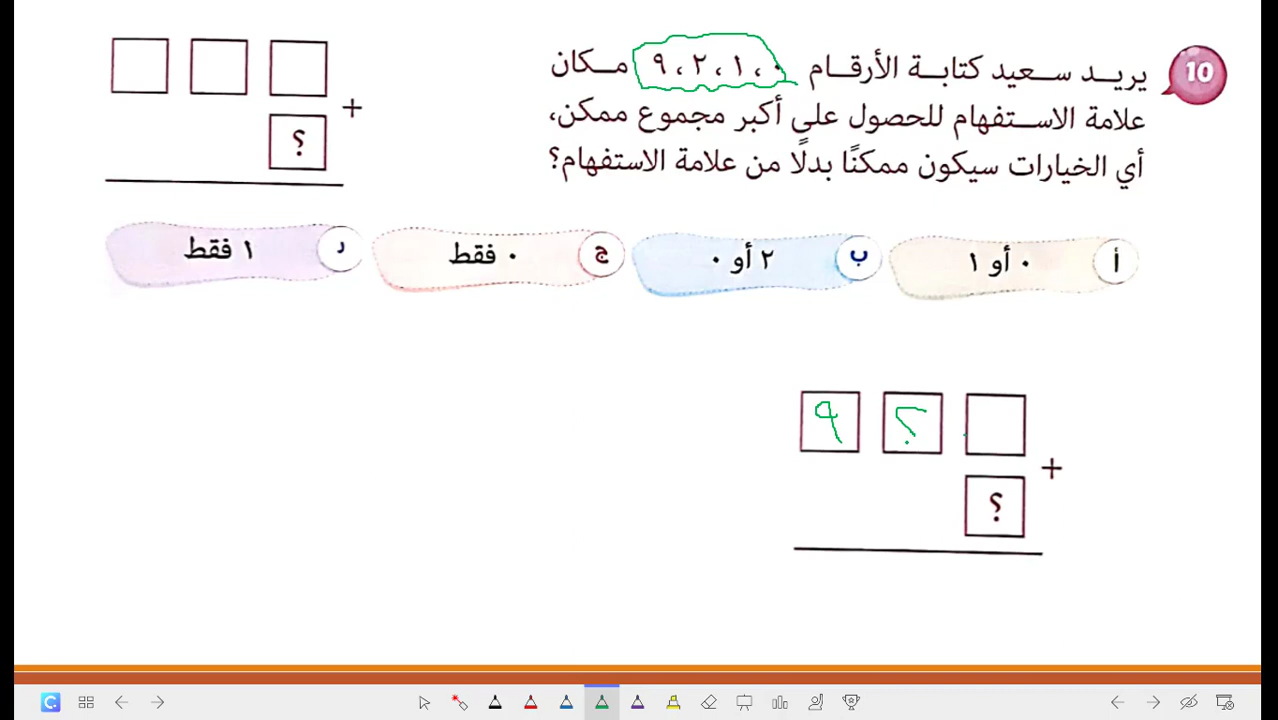 10
يريد سعيد كتابة الأرقام ٠ ، ١ ، ٢ ، ٩ مكان
علامة الاستفهام للحصول على أكبر مجموع ممكن،
أي الخيارات سيكون ممكنًا بدلًا من علامة الاستفهام؟
+
؟
أ ٠ أو ١
ب ٢ أو ٠
ج ٠ فقط
د ١ فقط
٩ ؟
+
؟